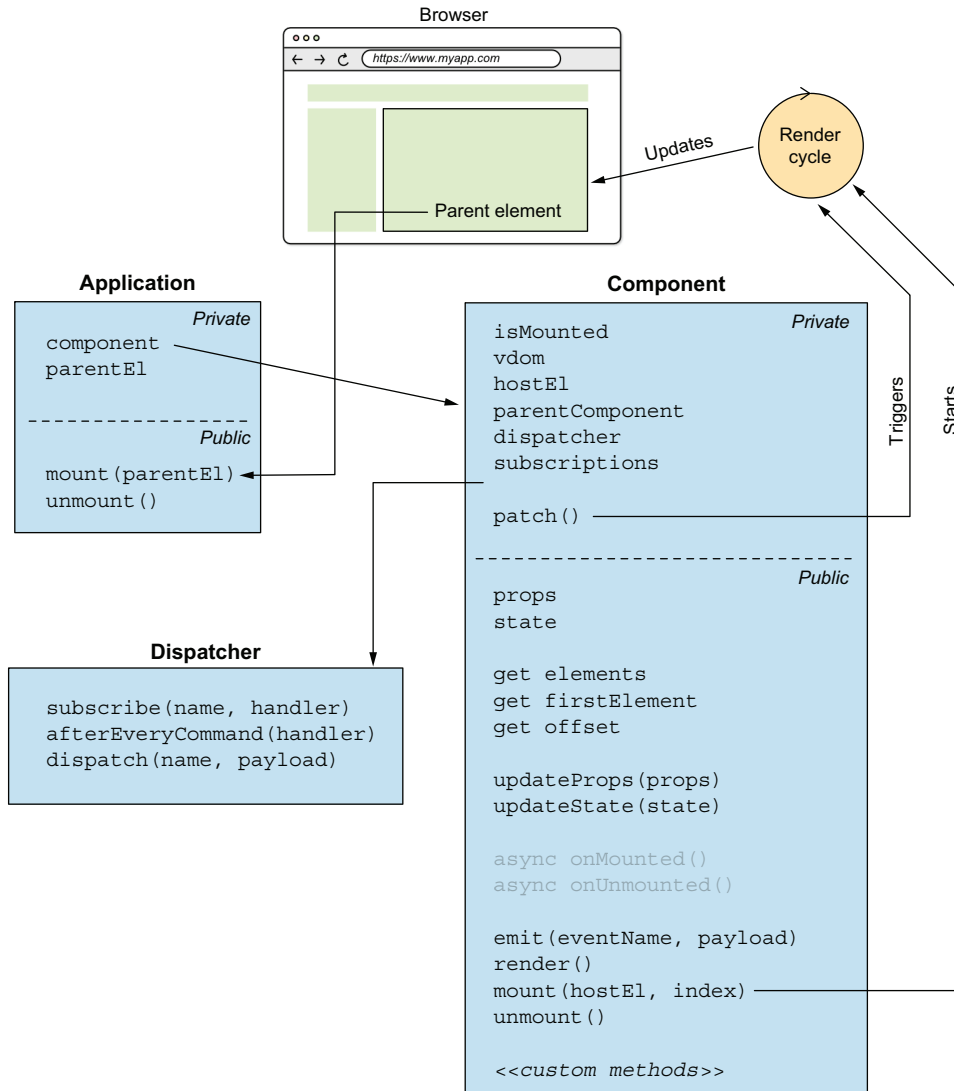 Browser
https://www.myapp.com
Render
cycle
Updates
Parent element
Application
Private
component
parentEl
Public
mount(parentEl)
unmount()
Component
Private
isMounted
vdom
hostEl
parentComponent
dispatcher
subscriptions
patch()
Triggers
Starts
Public
props
state
get elements
get firstElement
get offset
updateProps(props)
updateState(state)
async onMounted()
async onUnmounted()
emit(eventName, payload)
render()
mount(hostEl, index)
unmount()
<<custom methods>>
Dispatcher
subscribe(name, handler)
afterEveryCommand(handler)
dispatch(name, payload)